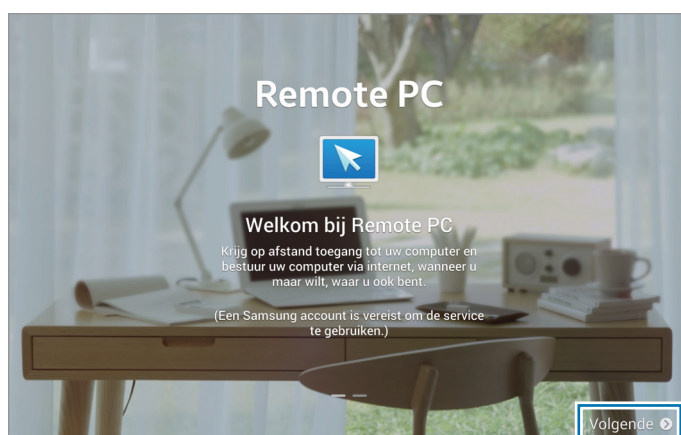 Remote PC
Welkom bij Remote PC
Krijg op afstand toegang tot uw computer en
bestuur uw computer via internet, wanneer u
maar wilt, waar u ook bent.
(Een Samsung account is vereist om de service
te gebruiken.)
Volgende